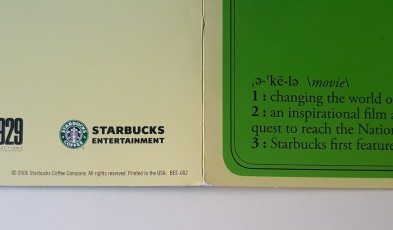 929
STARBUCKS
ENTERTAINMENT
STARBUCKS
COFFEE
© 2006 Starbucks Coffee Company. All rights reserved. Printed in the USA. BEE-002
,ə-ˈkē-lə \movie\
1 : changing the world o
2 : an inspirational film
quest to reach the Nation
3 : Starbucks first feature